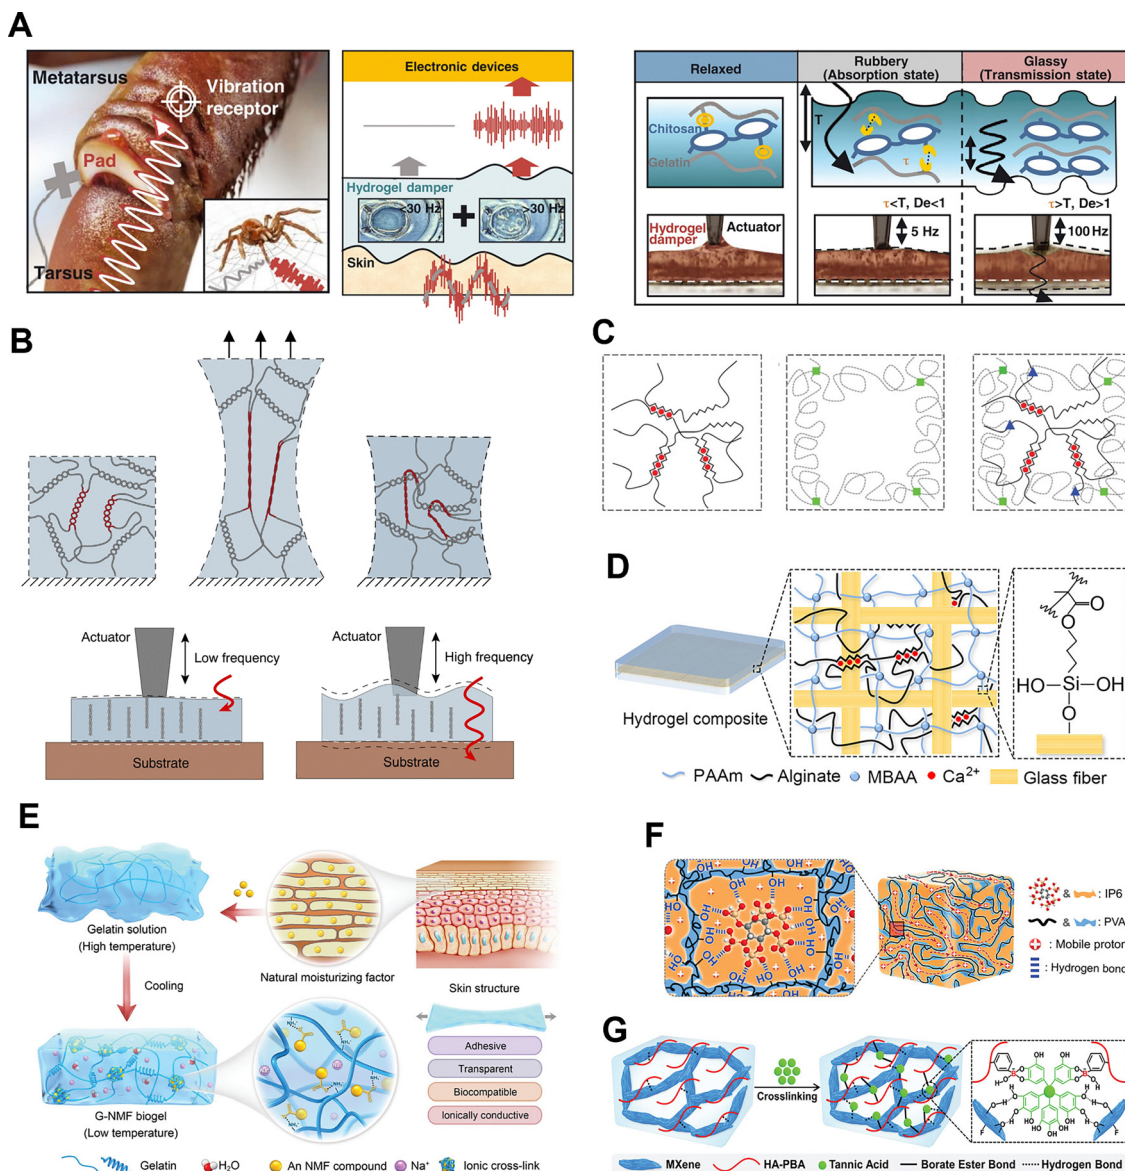 A
Metatarsus
Vibration
receptor
Pad
Tarsus
Electronic devices
Hydrogel damper
<30 Hz
>30 Hz
Skin
Relaxed
Rubbery
(Absorption state)
Glassy
(Transmission state)
Chitosan
Gelatin
T
τ
τ<T, De<1
τ>T, De>1
Hydrogel
damper
Actuator
5 Hz
100 Hz
B
Actuator
Low frequency
Substrate
Actuator
High frequency
Substrate
C
D
Hydrogel composite
O
O
HO
Si
OH
O
PAAm
Alginate
MBAA
Ca2+
Glass fiber
E
Gelatin solution
(High temperature)
Cooling
Natural moisturizing factor
Skin structure
G-NMF biogel
(Low temperature)
Adhesive
Transparent
Biocompatible
Ionically conductive
Gelatin
H2O
An NMF compound
Na+
Ionic cross-link
F
& : IP6
& : PVA
: Mobile proton
: Hydrogen bond
G
Crosslinking
MXene
HA-PBA
Tannic Acid
Borate Ester Bond
Hydrogen Bond